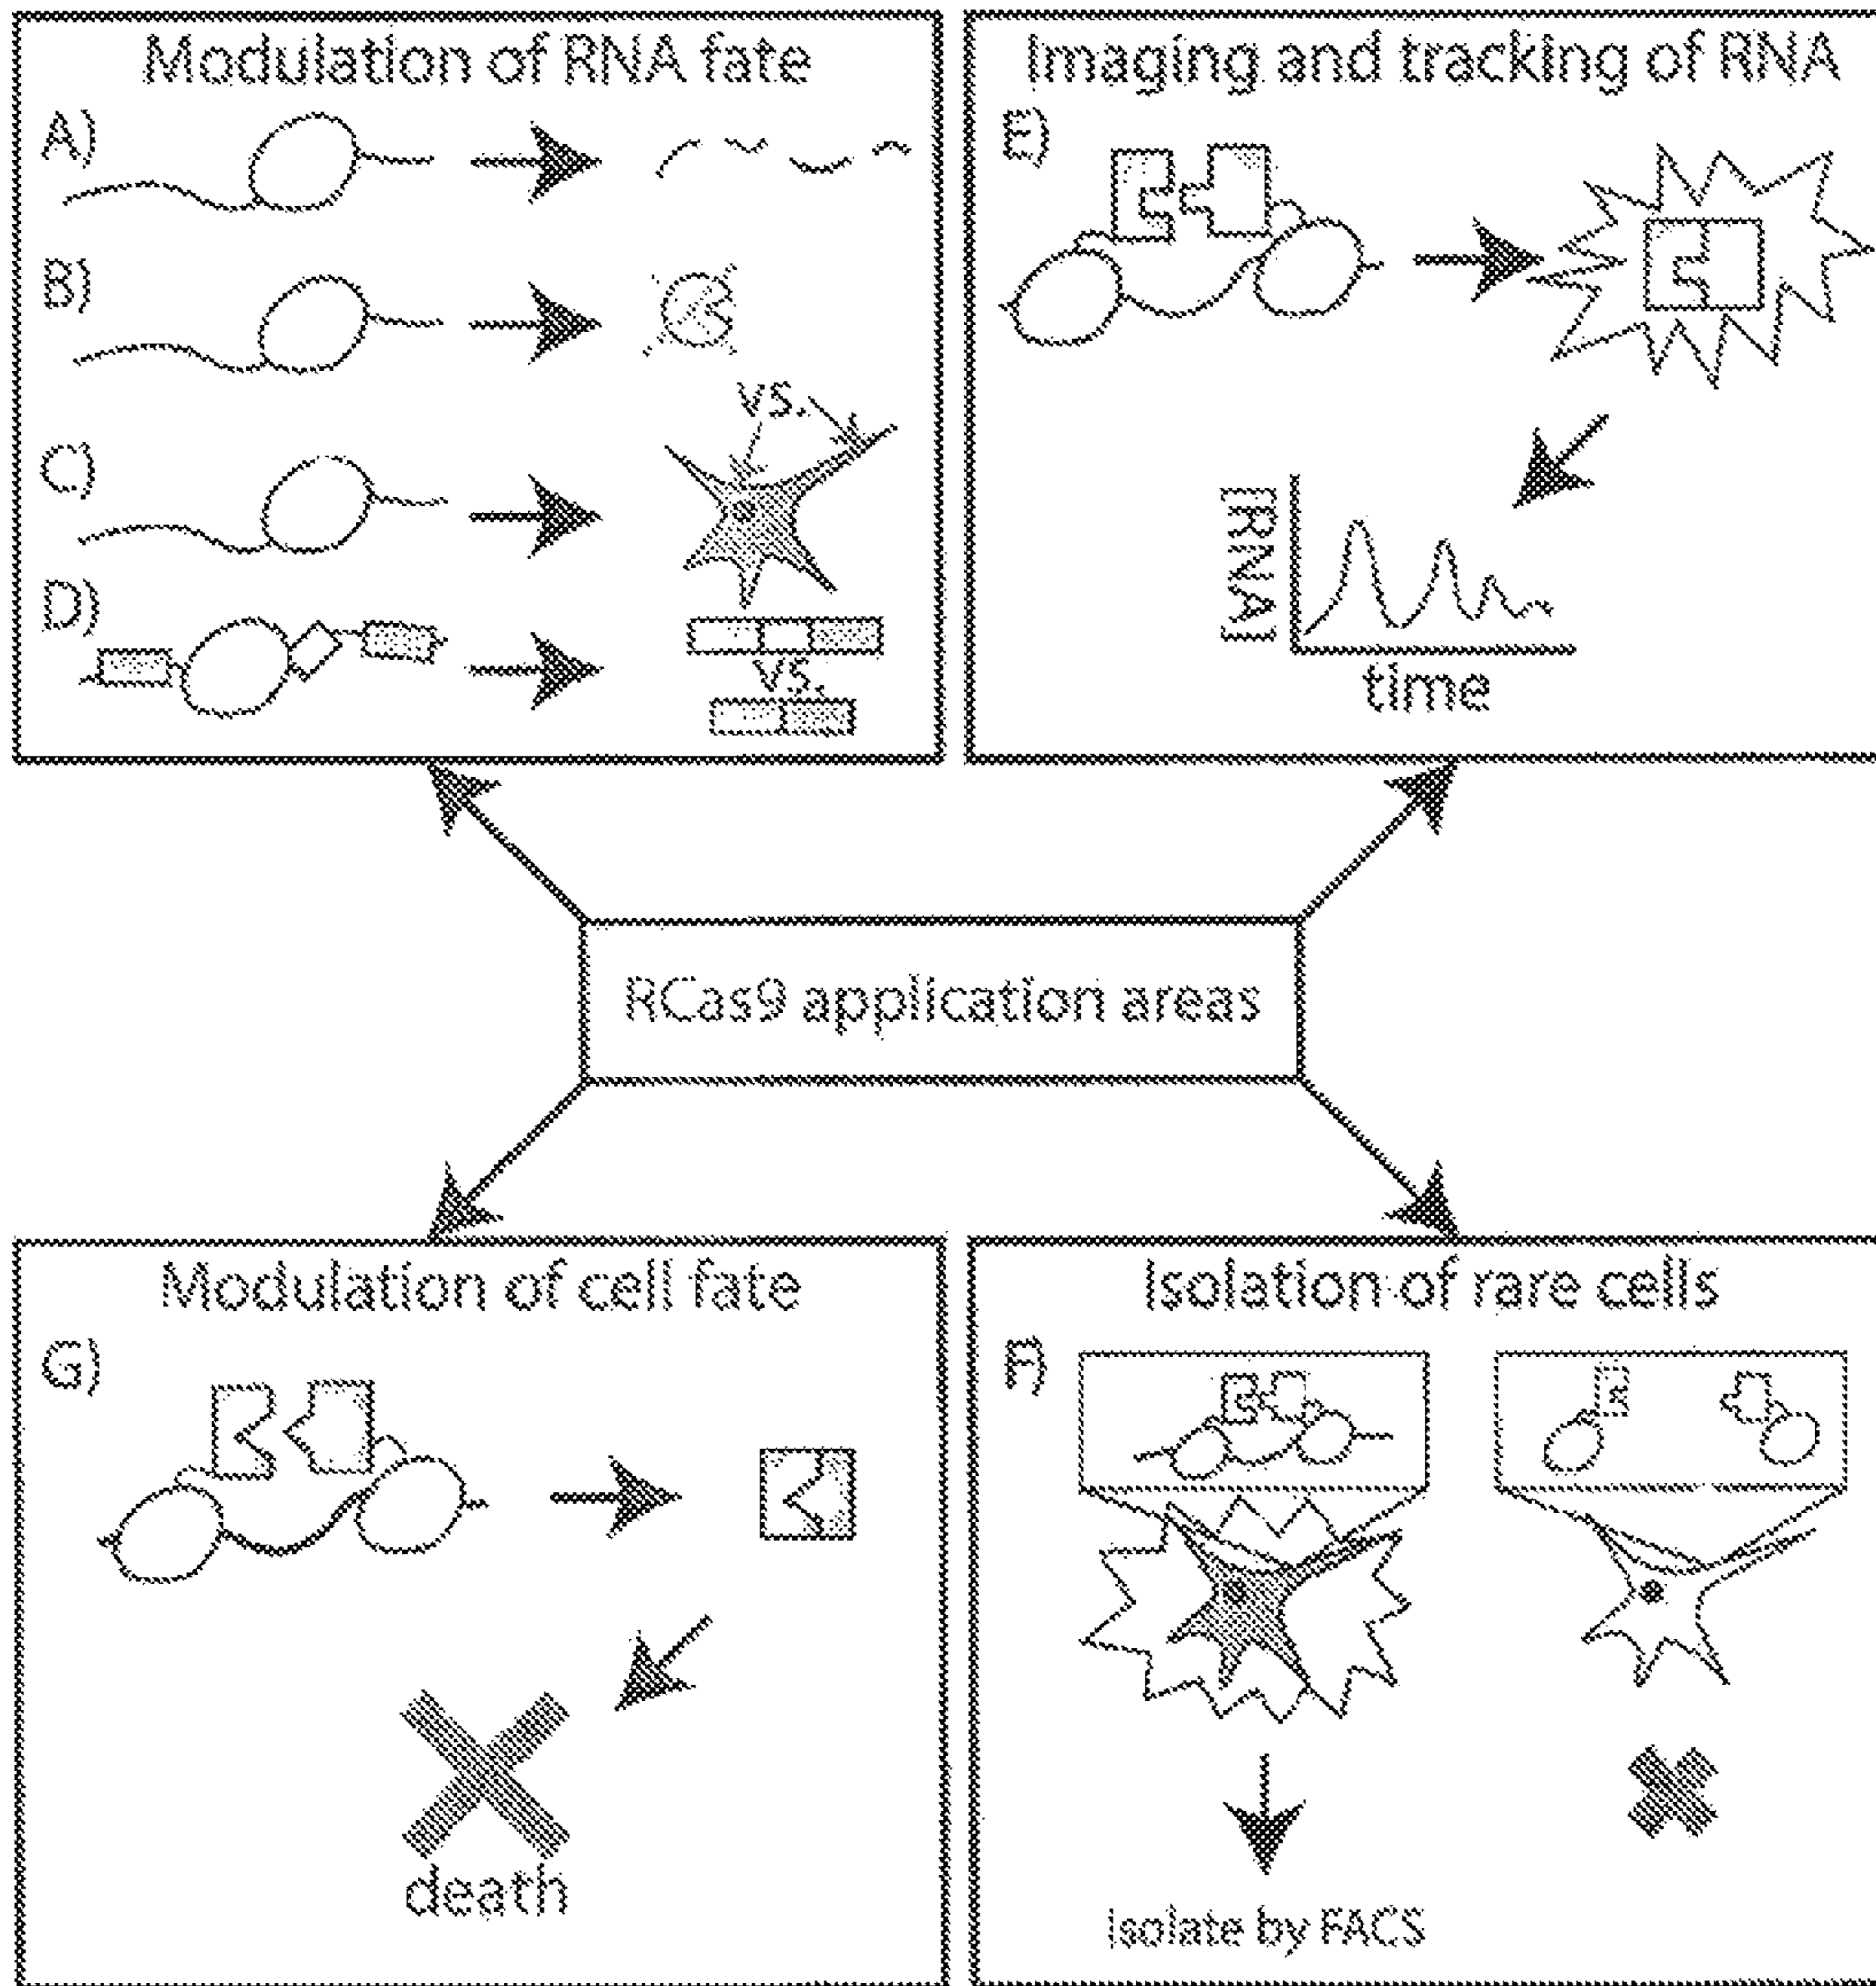 Modulation of RNA fate
A)
B)
vs.
C)
D)
vs.
Imaging and tracking of RNA
E)
[RNA]
time
RCas9 application areas
Modulation of cell fate
G)
death
Isolation of rare cells
F)
Isolate by FACS